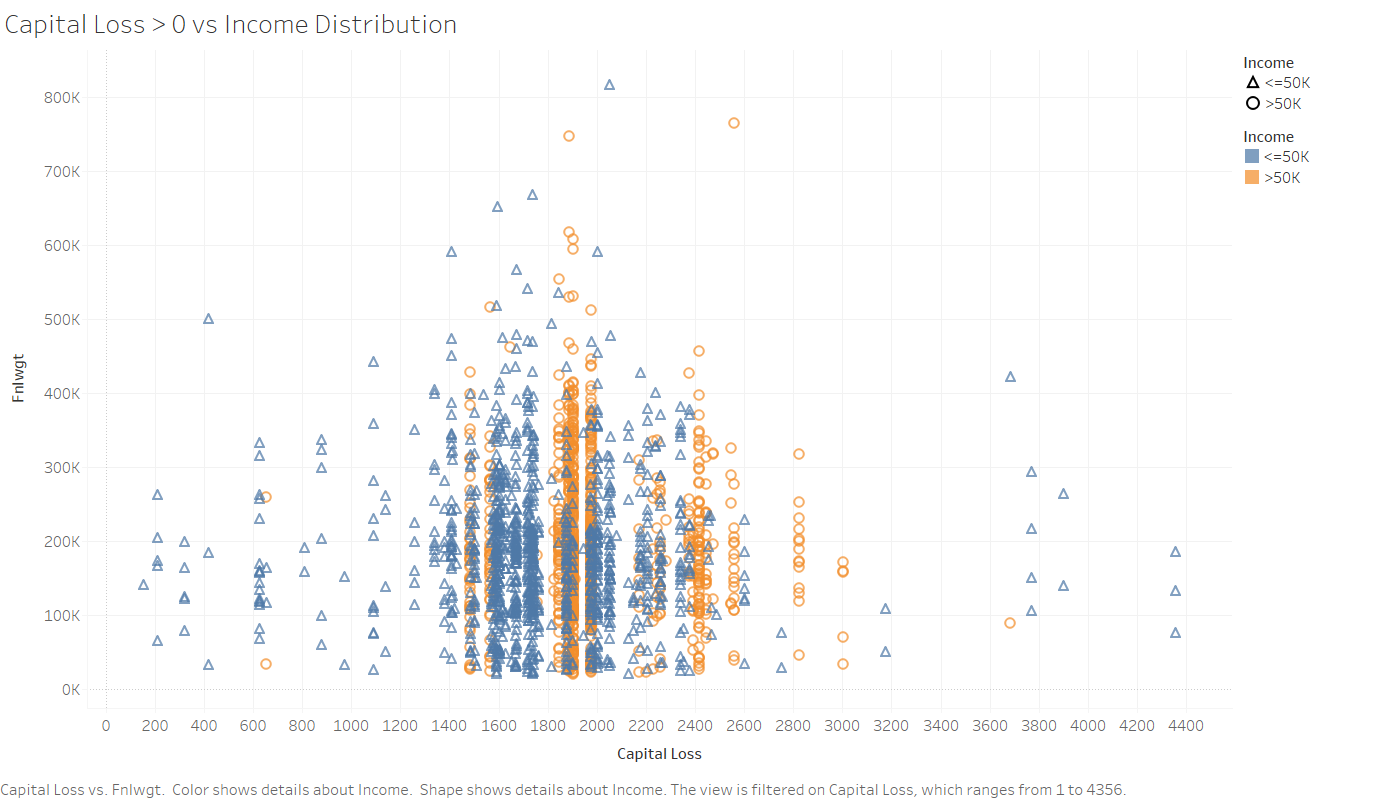 Capital Loss > 0 vs Income Distribution
Income
<=50K
>50K
Income
<=50K
>50K
800K
700K
600K
500K
400K
300K
200K
100K
0K
Fnlwgt
0 200 400 600 800 1000 1200 1400 1600 1800 2000 2200 2400 2600 2800 3000 3200 3400 3600 3800 4000 4200 4400
Capital Loss
Capital Loss vs. Fnlwgt.  Color shows details about Income.  Shape shows details about Income. The view is filtered on Capital Loss, which ranges from 1 to 4356.